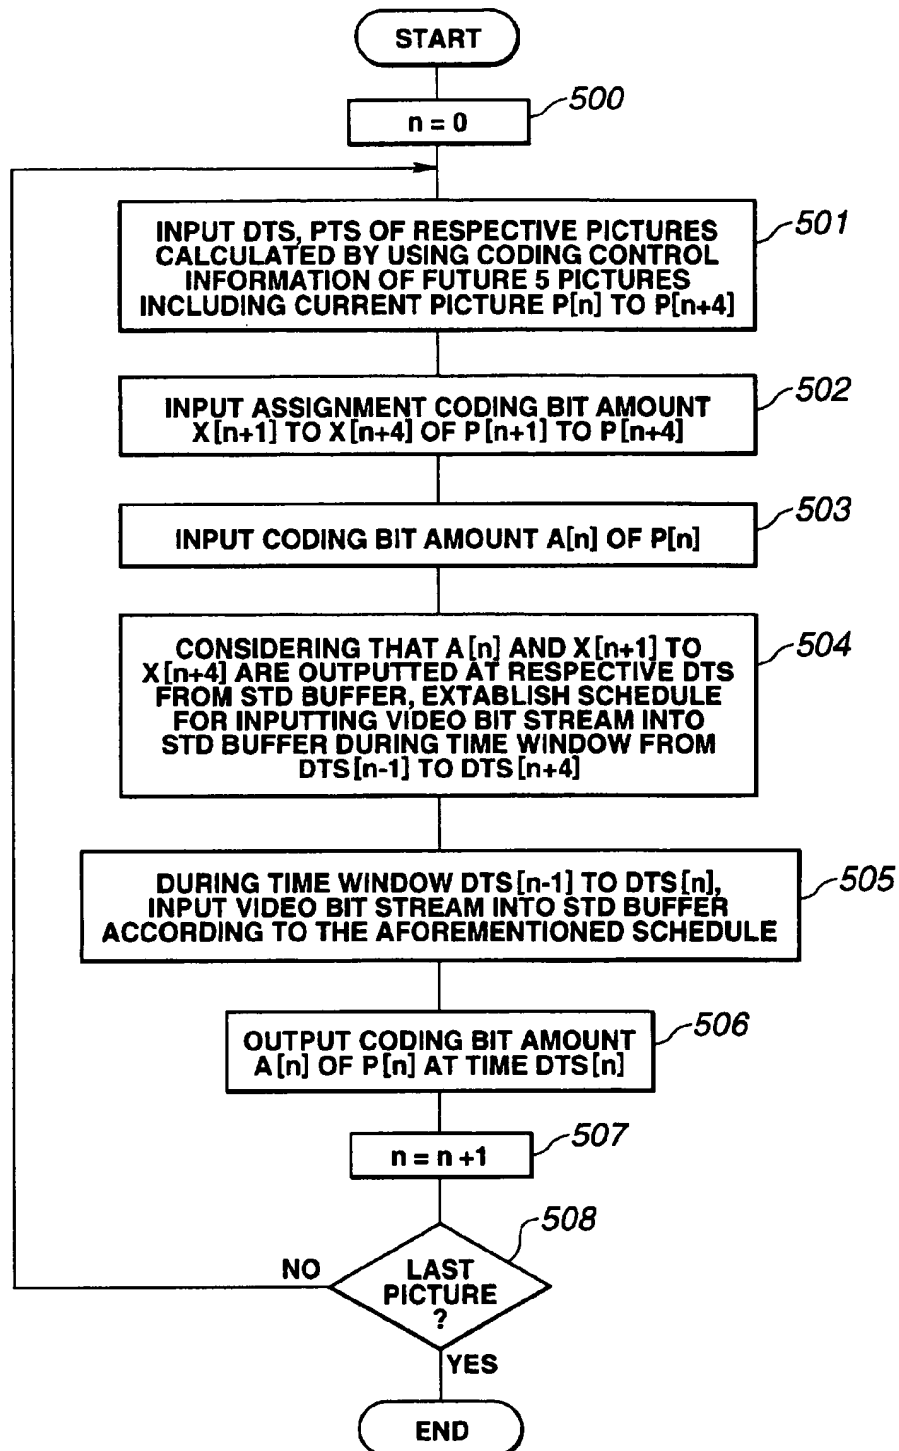 START
500
n = 0
501
INPUT DTS, PTS OF RESPECTIVE PICTURES
CALCULATED BY USING CODING CONTROL
INFORMATION OF FUTURE 5 PICTURES
INCLUDING CURRENT PICTURE P[n] TO P[n+4]
502
INPUT ASSIGNMENT CODING BIT AMOUNT
X[n+1] TO X[n+4] OF P[n+1] TO P[n+4]
503
INPUT CODING BIT AMOUNT A[n] OF P[n]
504
CONSIDERING THAT A[n] AND X[n+1] TO
X[n+4] ARE OUTPUTTED AT RESPECTIVE DTS
FROM STD BUFFER, EXTABLISH SCHEDULE
FOR INPUTTING VIDEO BIT STREAM INTO
STD BUFFER DURING TIME WINDOW FROM
DTS[n-1] TO DTS[n+4]
505
DURING TIME WINDOW DTS[n-1] TO DTS[n],
INPUT VIDEO BIT STREAM INTO STD BUFFER
ACCORDING TO THE AFOREMENTIONED SCHEDULE
506
OUTPUT CODING BIT AMOUNT
A[n] OF P[n] AT TIME DTS[n]
507
n = n +1
508
NO
LAST
PICTURE
?
YES
END